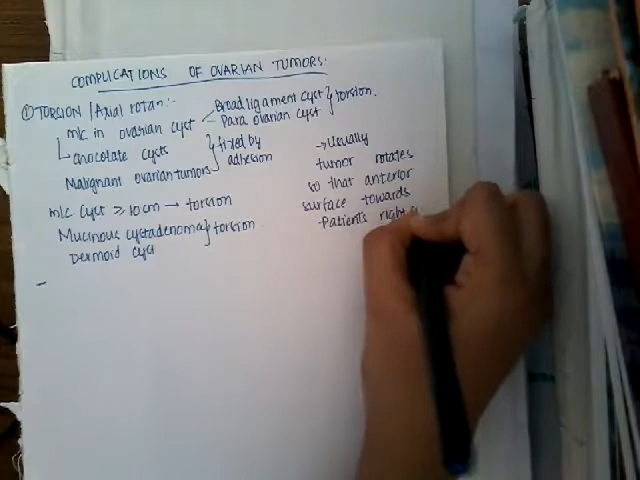 COMPLICATIONS OF OVARIAN TUMORS:
① TORSION / Axial rotan:-
m/c in ovarian cyst < Broad ligament cyst } torsion.
Para ovarian cyst
chocolate cysts } fixed by
Malignant ovarian tumors adhesion
m/c cyst ≥ 10 cm → torsion
Mucinous cystadenoma } torsion
Dermoid cyst
-
→ Usually
tumor rotates
so that anterior
surface towards
Patient's right